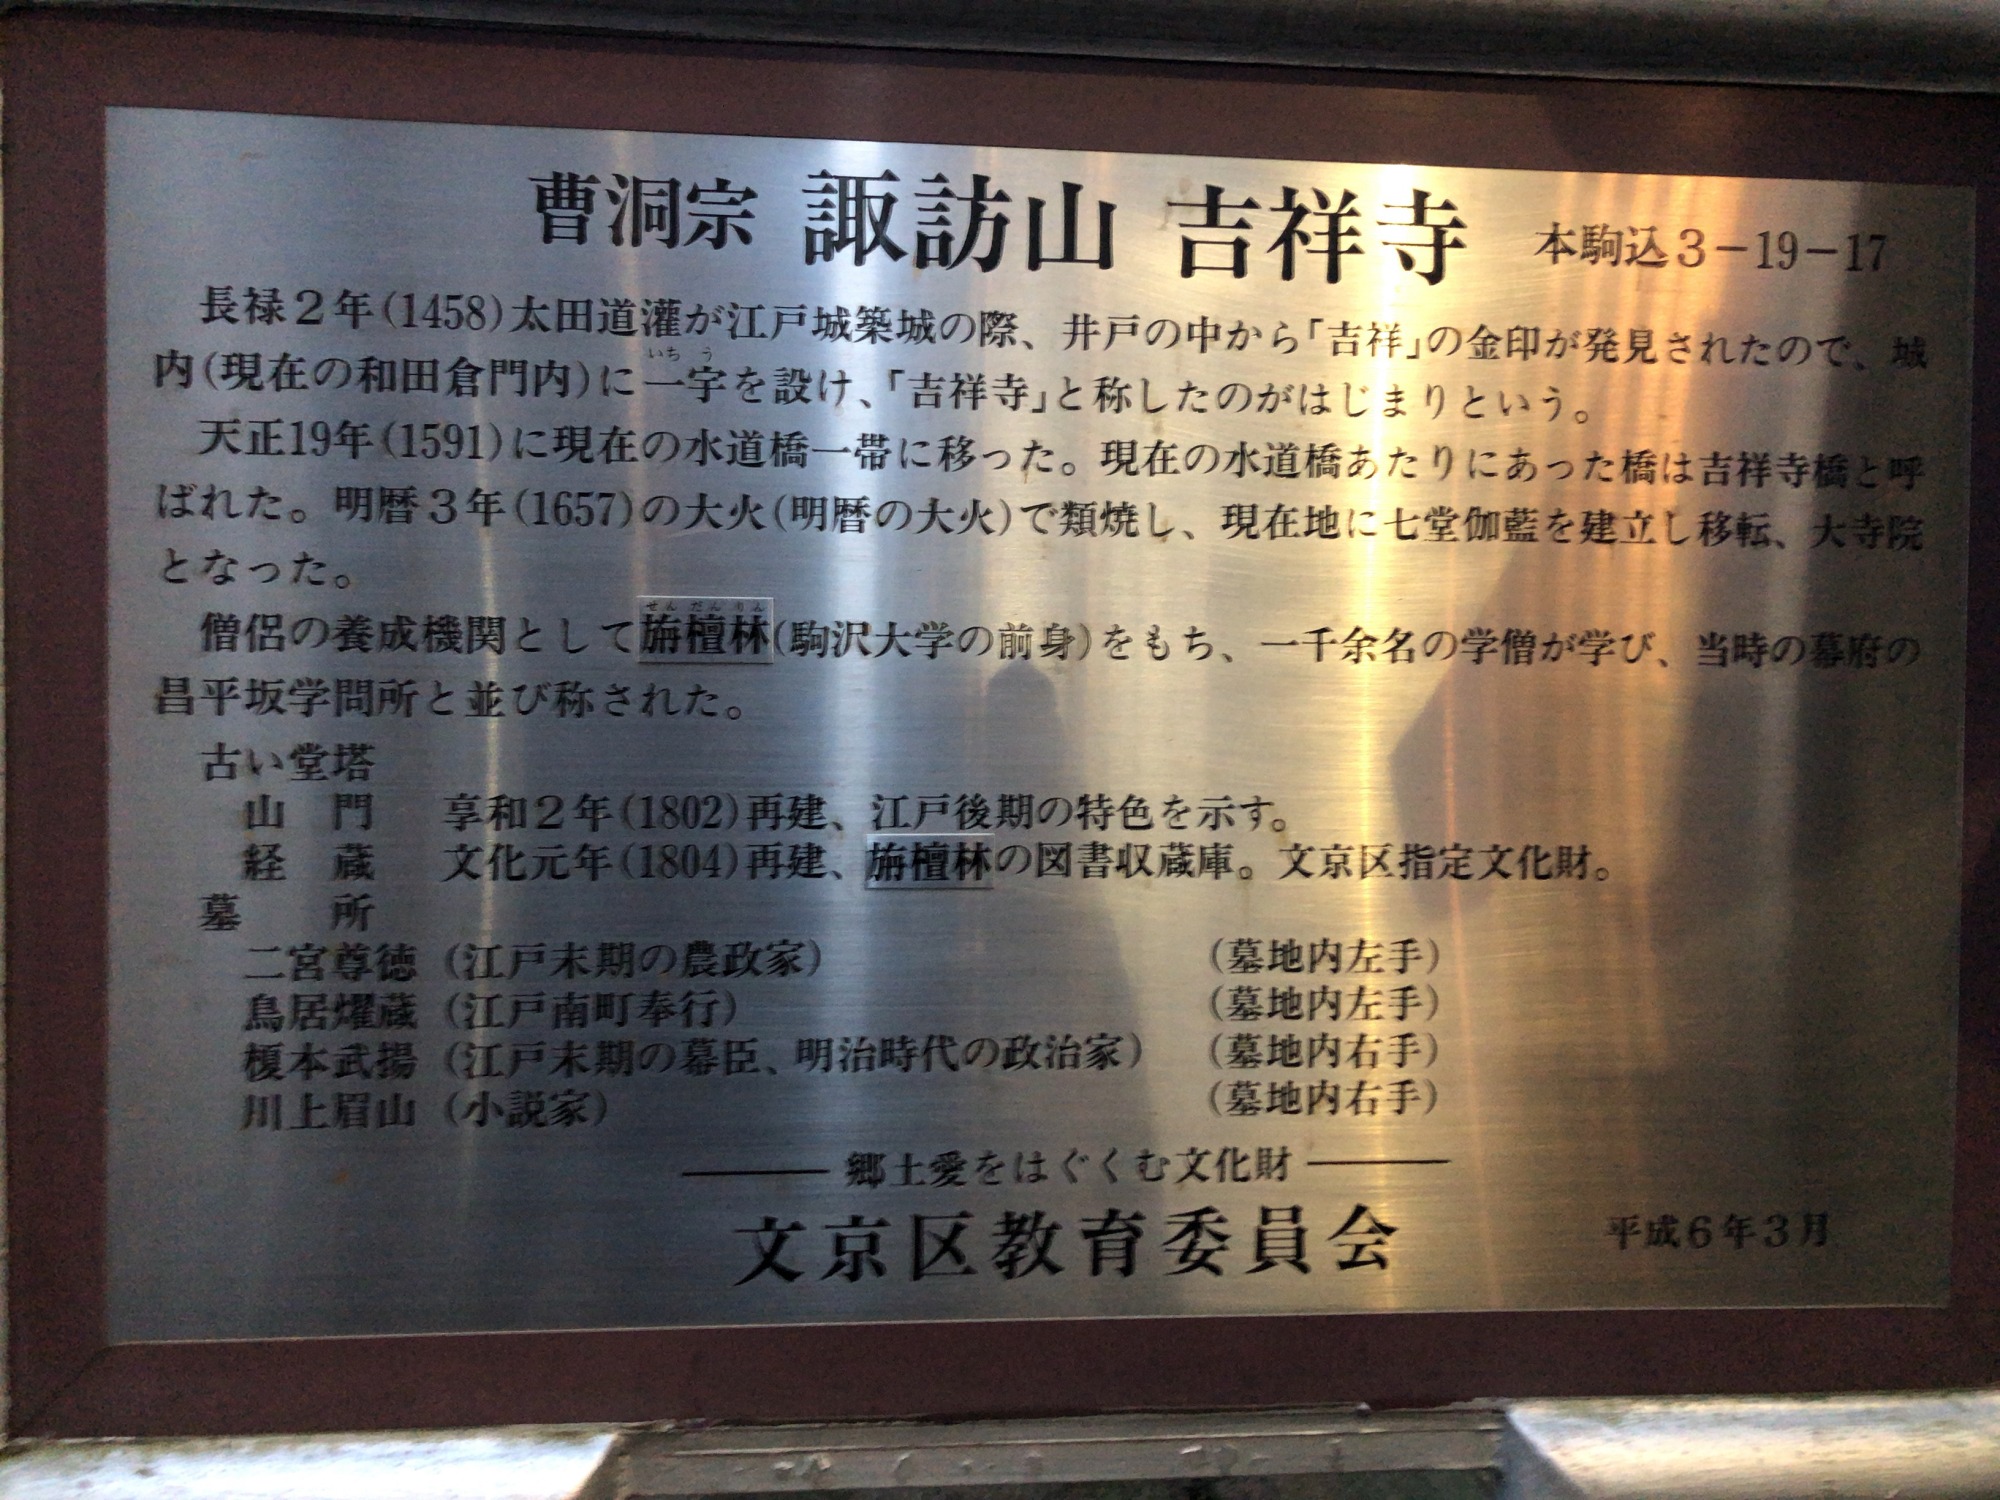 曹洞宗 諏訪山 吉祥寺 本駒込3-19-17
長禄2年(1458)太田道灌が江戸城築城の際、井戸の中から「吉祥」の金印が発見されたので、城
いち う
内(現在の和田倉門内)に一宇を設け、「吉祥寺」と称したのがはじまりという。
天正19年(1591)に現在の水道橋一帯に移った。現在の水道橋あたりにあった橋は吉祥寺橋と呼
ばれた。明暦3年(1657)の大火(明暦の大火)で類焼し、現在地に七堂伽藍を建立し移転、大寺院
となった。
せん だん りん
僧侶の養成機関として旃檀林(駒沢大学の前身)をもち、一千余名の学僧が学び、当時の幕府の
昌平坂学問所と並び称された。
古い堂塔
山 門 享和2年(1802)再建、江戸後期の特色を示す。
経 蔵 文化元年(1804)再建、旃檀林の図書収蔵庫。文京区指定文化財。
墓 所
二宮尊徳 (江戸末期の農政家) (墓地内左手)
鳥居燿蔵 (江戸南町奉行) (墓地内左手)
榎本武揚 (江戸末期の幕臣、明治時代の政治家) (墓地内右手)
川上眉山 (小説家) (墓地内右手)
郷土愛をはぐくむ文化財
文京区教育委員会 平成6年3月